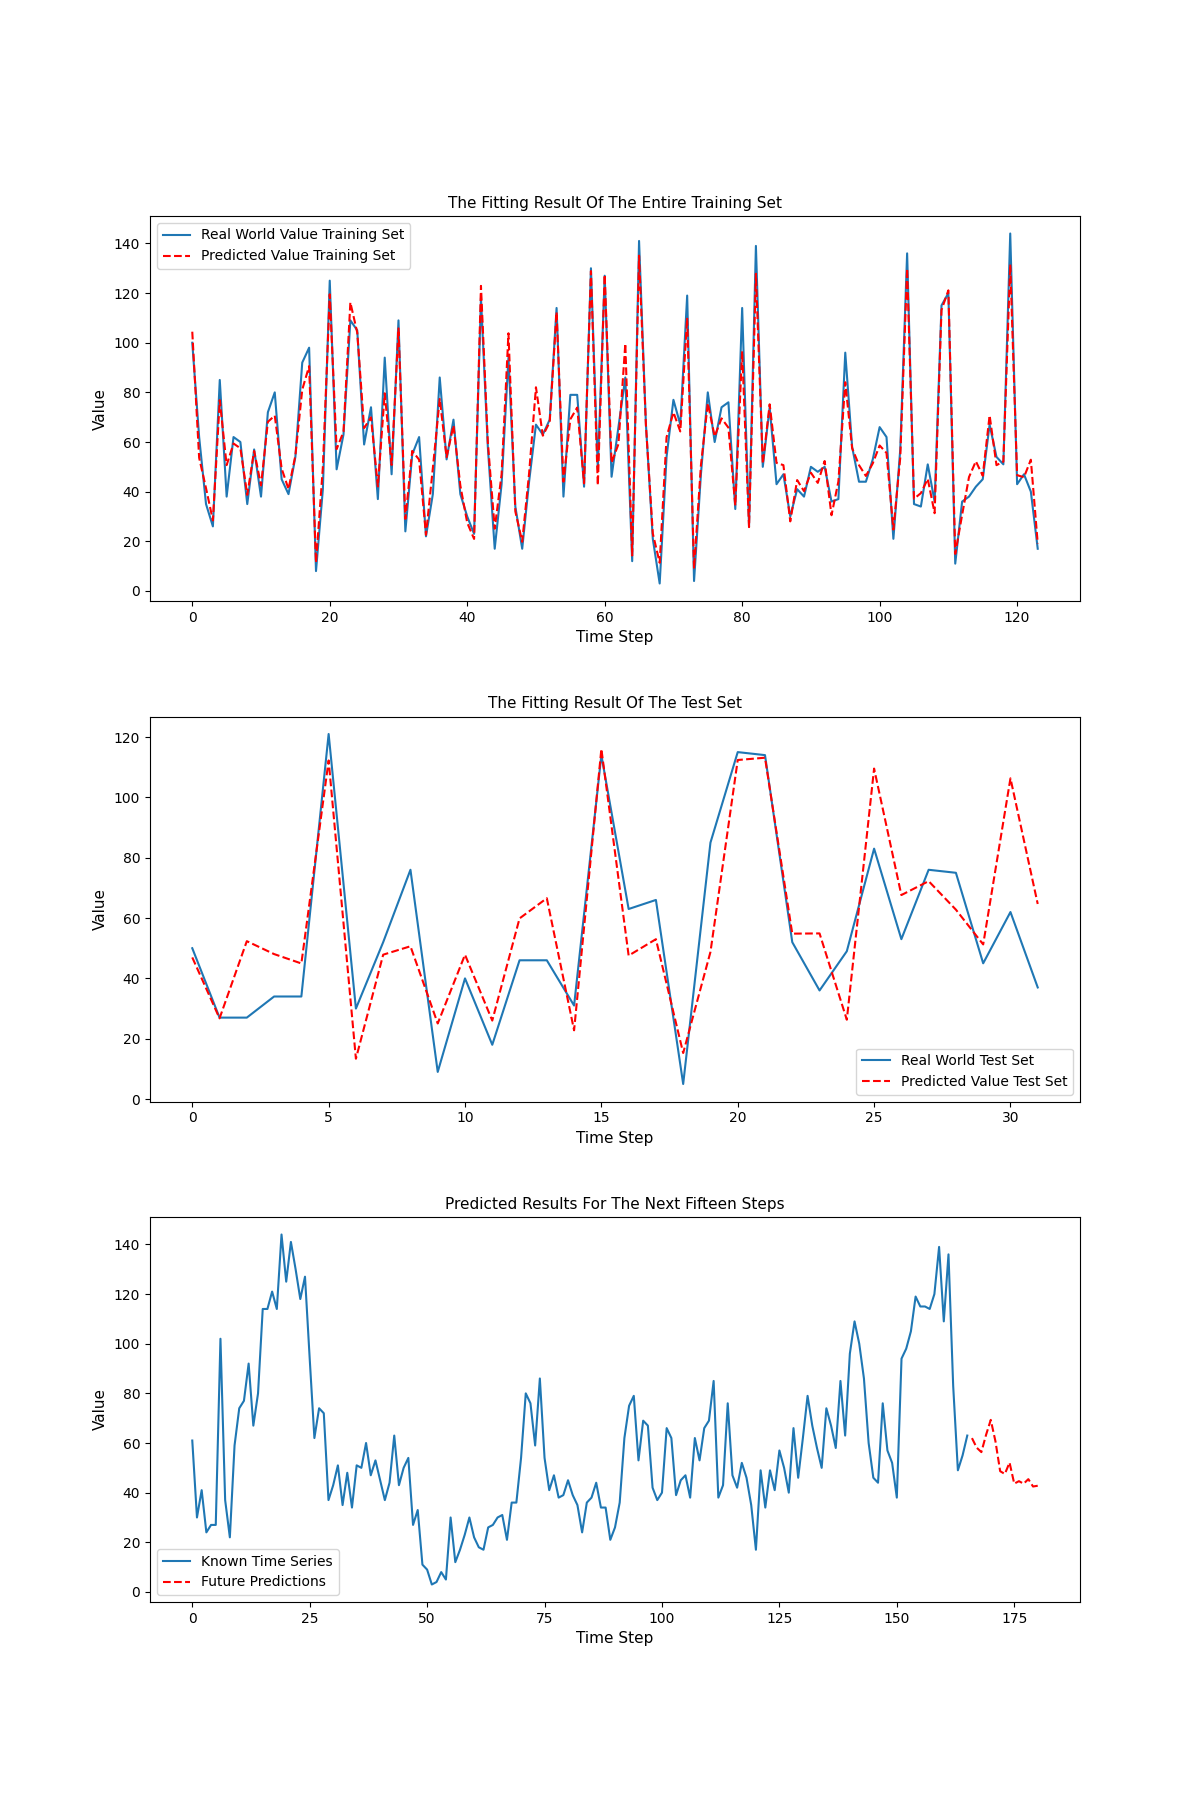 The Fitting Result Of The Entire Training Set
Real World Value Training Set
Predicted Value Training Set
Value
140
120
100
80
60
40
20
0
0 20 40 60 80 100 120
Time Step
The Fitting Result Of The Test Set
Value
120
100
80
60
40
20
0
Real World Test Set
Predicted Value Test Set
0 5 10 15 20 25 30
Time Step
Predicted Results For The Next Fifteen Steps
Value
140
120
100
80
60
40
20
0
Known Time Series
Future Predictions
0 25 50 75 100 125 150 175
Time Step